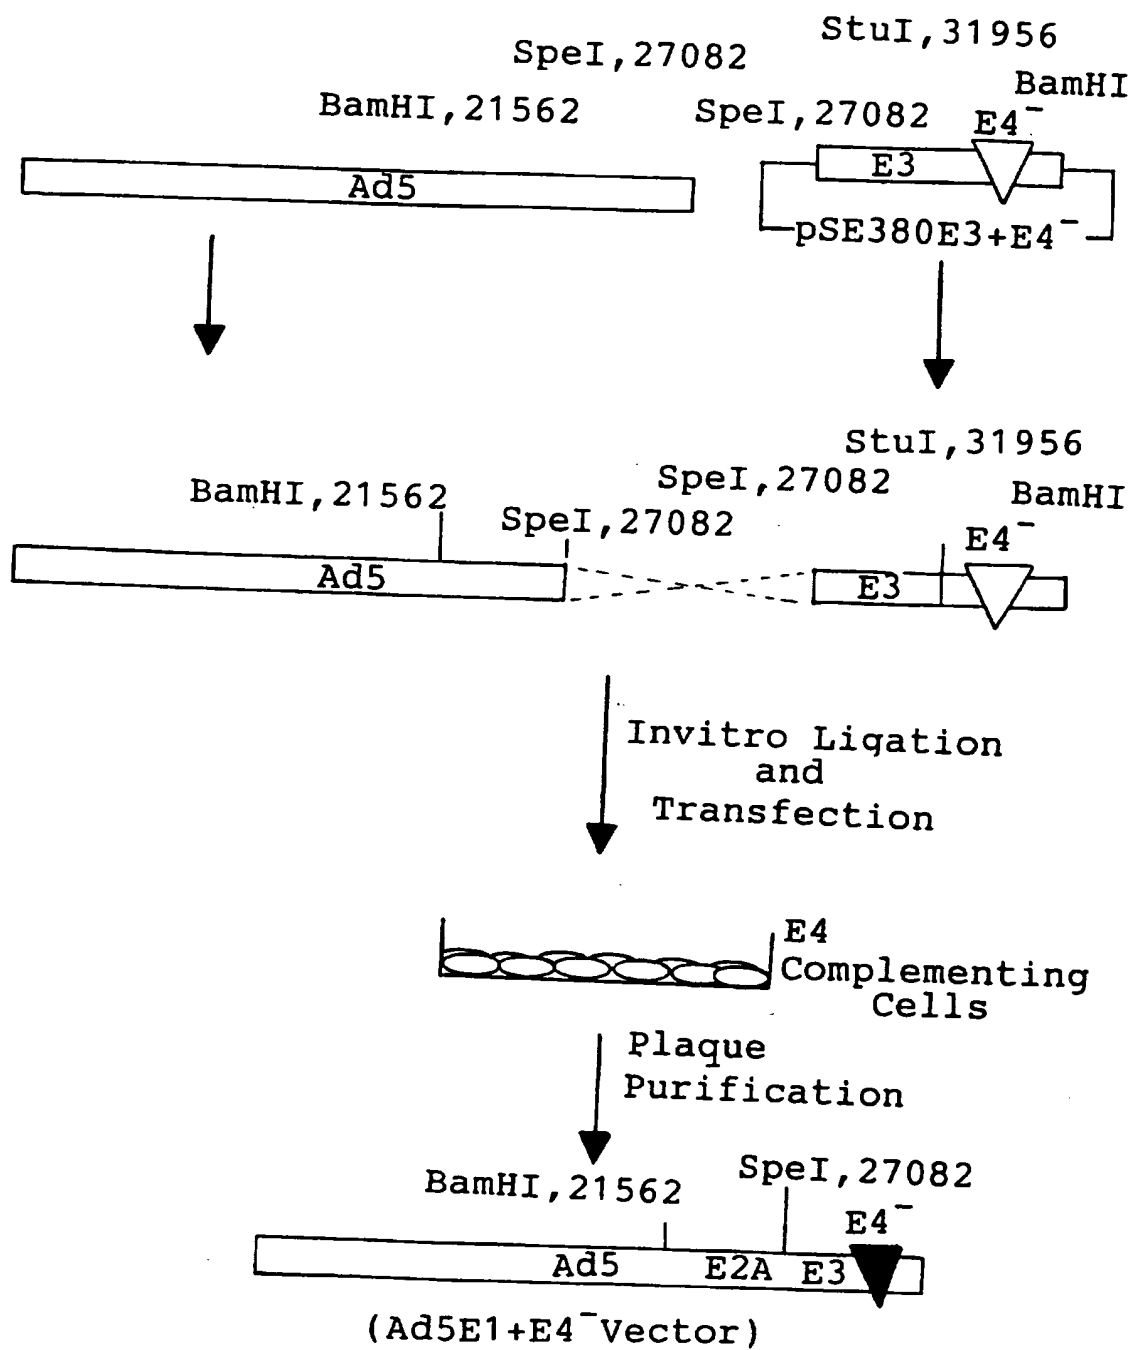 StuI,31956
SpeI,27082
BamHI
BamHI,21562
SpeI,27082
E4⁻
Ad5
E3
pSE380E3+E4⁻
StuI,31956
SpeI,27082
BamHI,21562
BamHI
SpeI,27082
E4⁻
Ad5
E3
Invitro Ligation
and
Transfection
E4
Complementing
Cells
Plaque
Purification
SpeI,27082
BamHI,21562
E4⁻
Ad5
E2A
E3
(Ad5E1+E4⁻Vector)